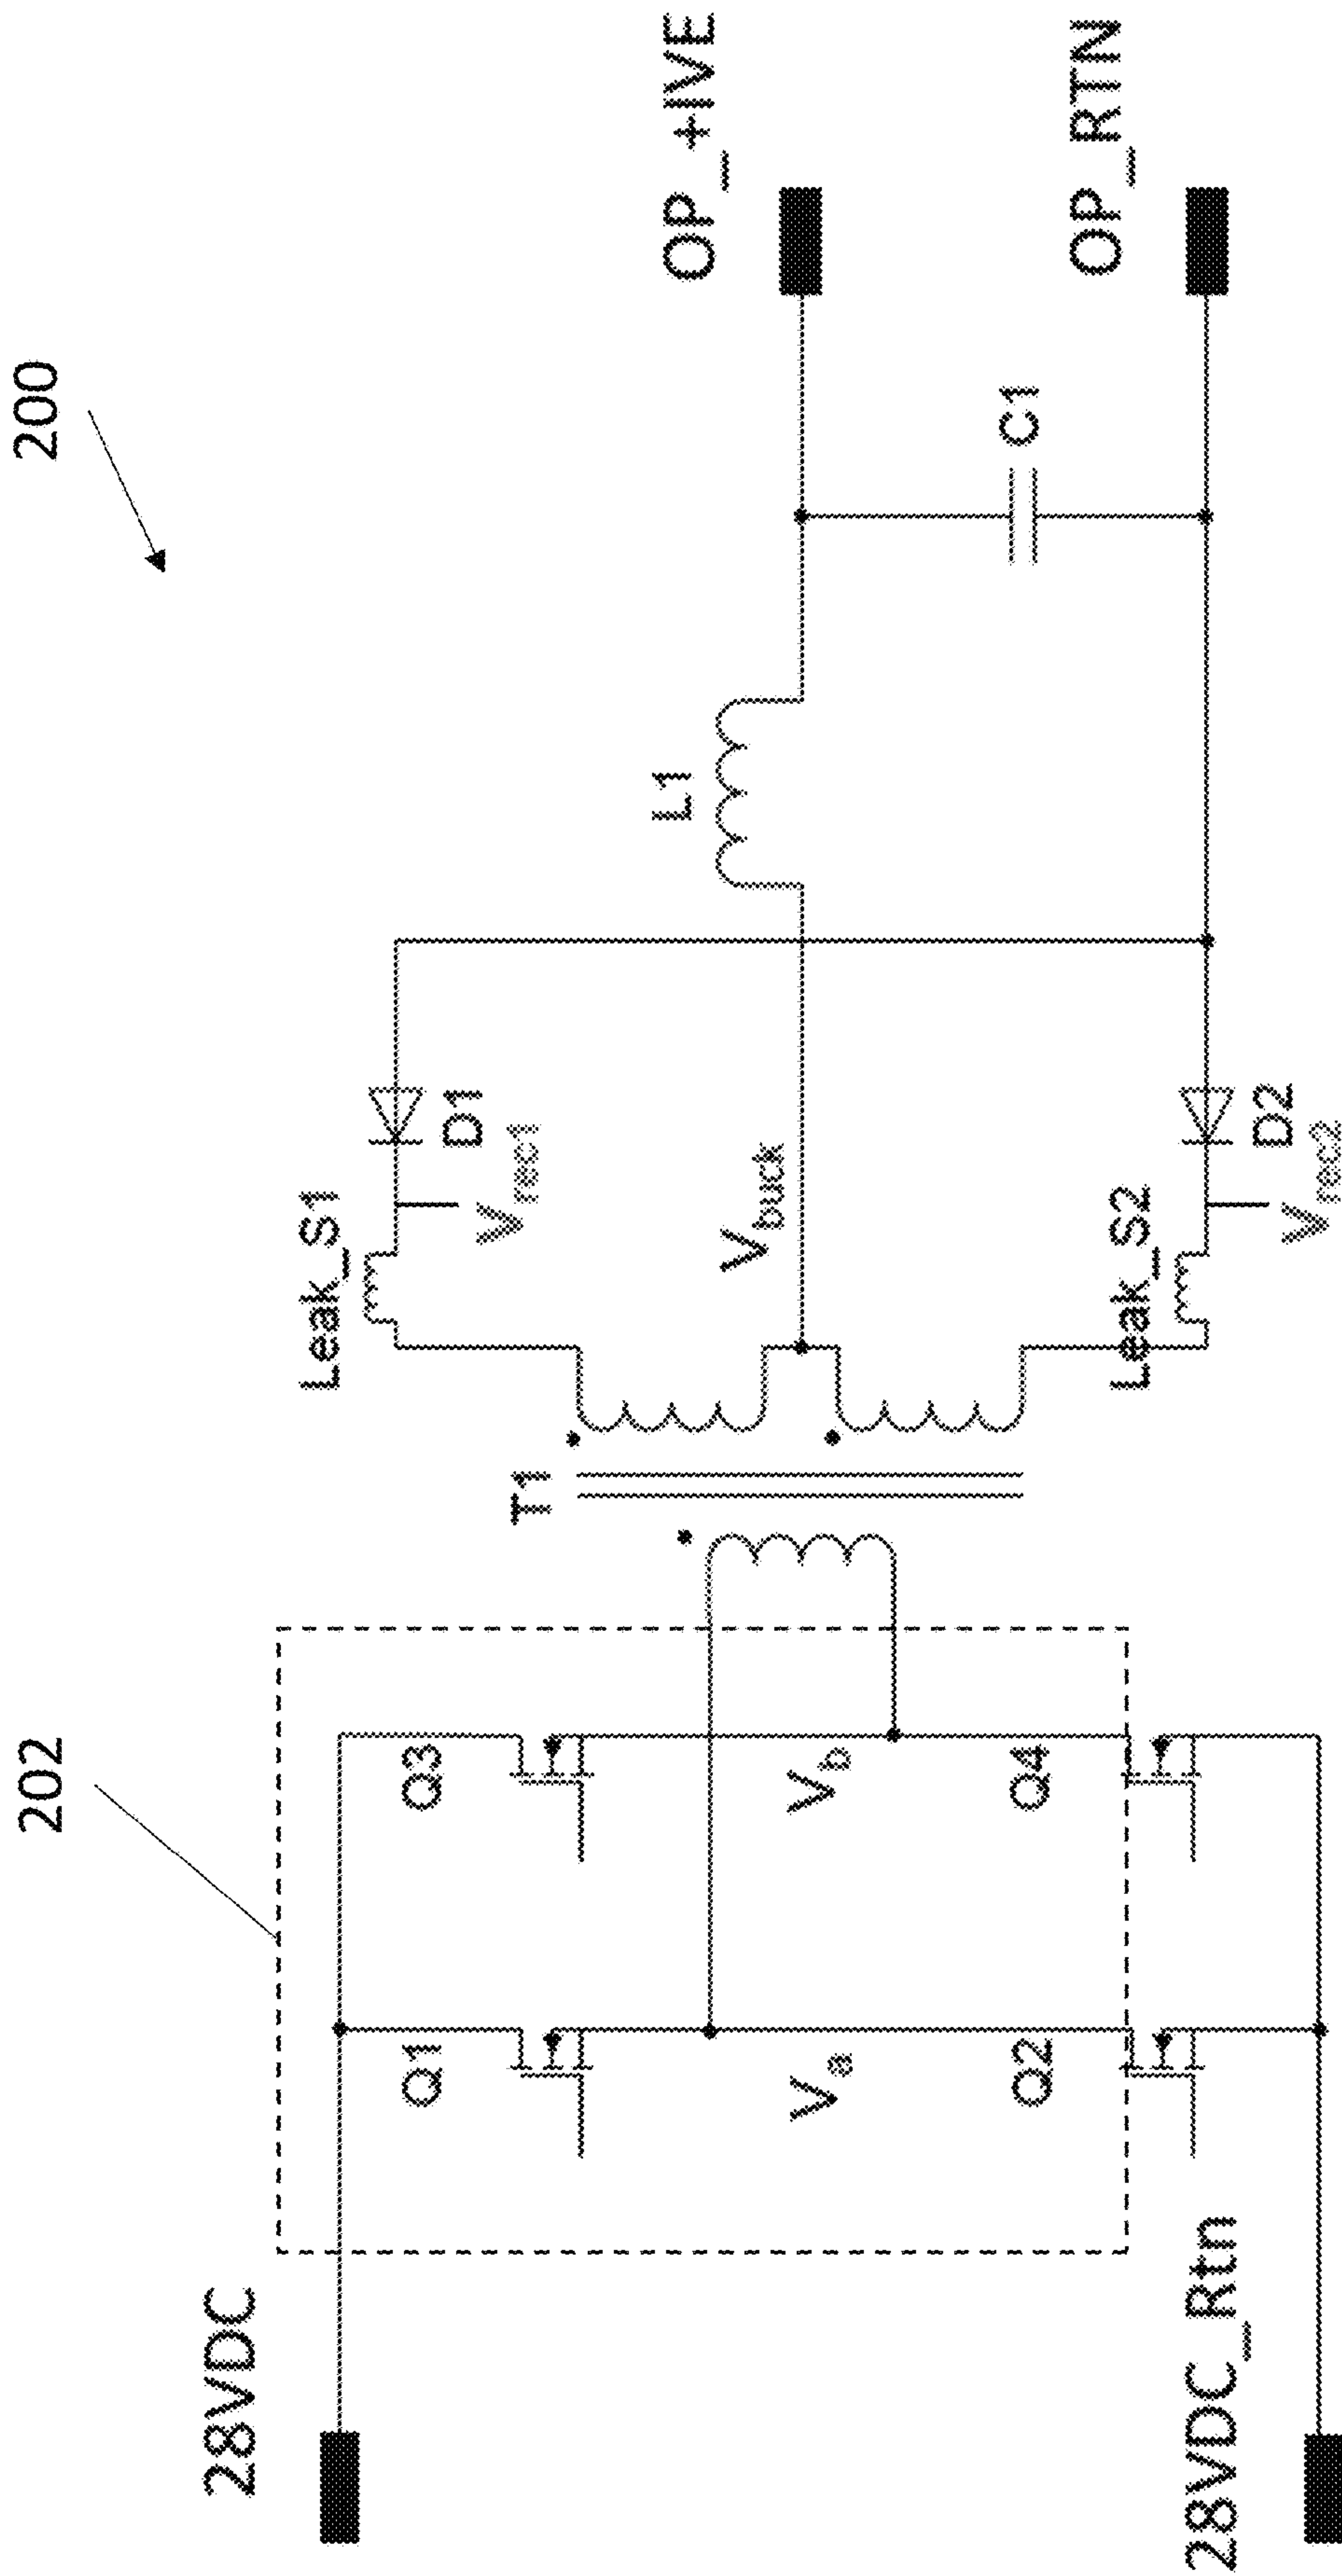 200
202
28VDC
Q1
Q3
Va
Vb
Q2
Q4
28VDC_Rtn
T1
Leak_S1
D1
Vrec1
Vbuck
Leak_S2
D2
Vrec2
L1
C1
OP_+IVE
OP_RTN